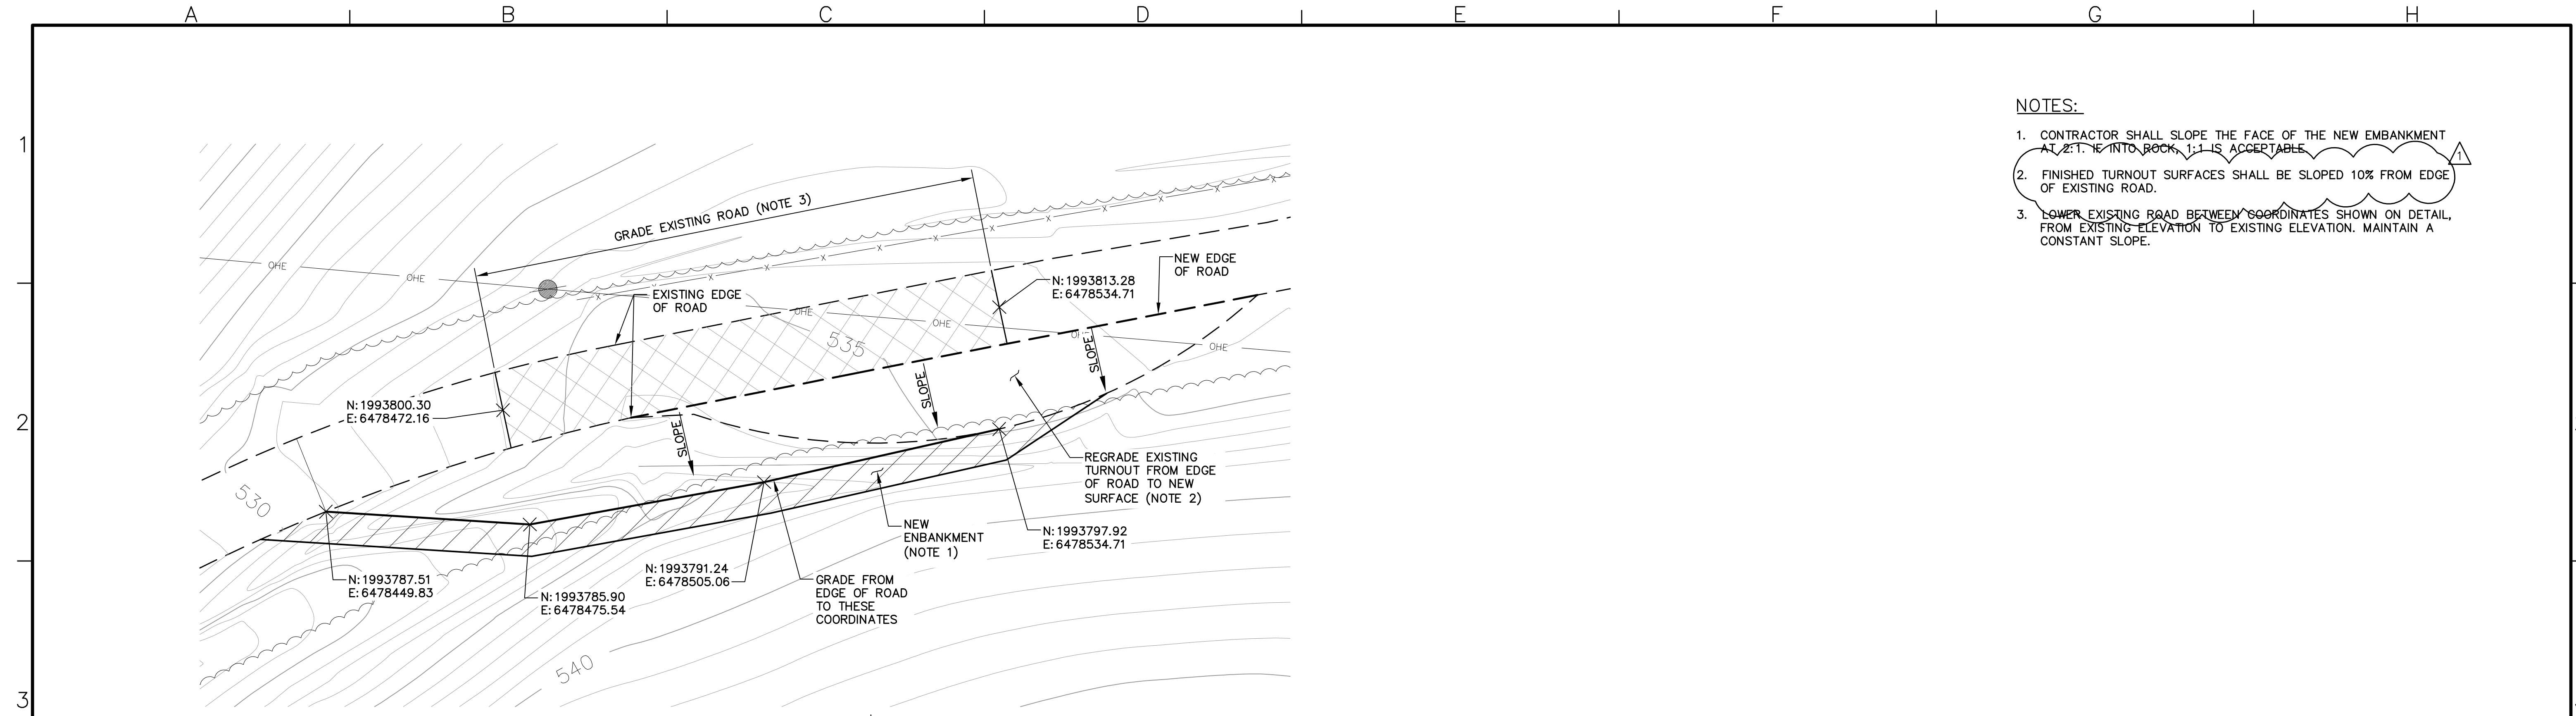 A B C D E F G H
1
2
3
NOTES:
1. CONTRACTOR SHALL SLOPE THE FACE OF THE NEW EMBANKMENT
AT 2:1. IF INTO ROCK, 1:1 IS ACCEPTABLE.
1
2. FINISHED TURNOUT SURFACES SHALL BE SLOPED 10% FROM EDGE
OF EXISTING ROAD.
3. LOWER EXISTING ROAD BETWEEN COORDINATES SHOWN ON DETAIL,
FROM EXISTING ELEVATION TO EXISTING ELEVATION. MAINTAIN A
CONSTANT SLOPE.
GRADE EXISTING ROAD (NOTE 3)
OHE
OHE
EXISTING EDGE
OF ROAD
NEW EDGE
OF ROAD
N:1993813.28
E:6478534.71
OHE
OHE
OHE
OHE
535
SLOPE
SLOPE
SLOPE
N:1993800.30
E:6478472.16
530
REGRADE EXISTING
TURNOUT FROM EDGE
OF ROAD TO NEW
SURFACE (NOTE 2)
NEW
ENBANKMENT
(NOTE 1)
N:1993797.92
E:6478534.71
N:1993791.24
E:6478505.06
N:1993787.51
E:6478449.83
GRADE FROM
EDGE OF ROAD
TO THESE
COORDINATES
N:1993785.90
E:6478475.54
540